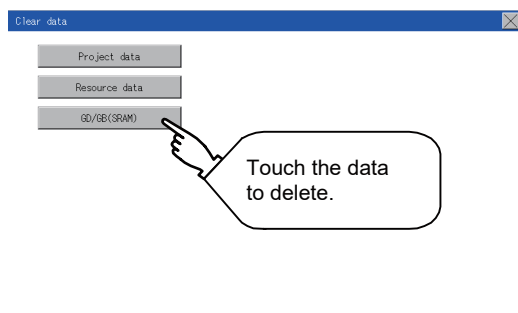 Clear data
Project data
Resource data
GD/GB(SRAM)
Touch the data
to delete.